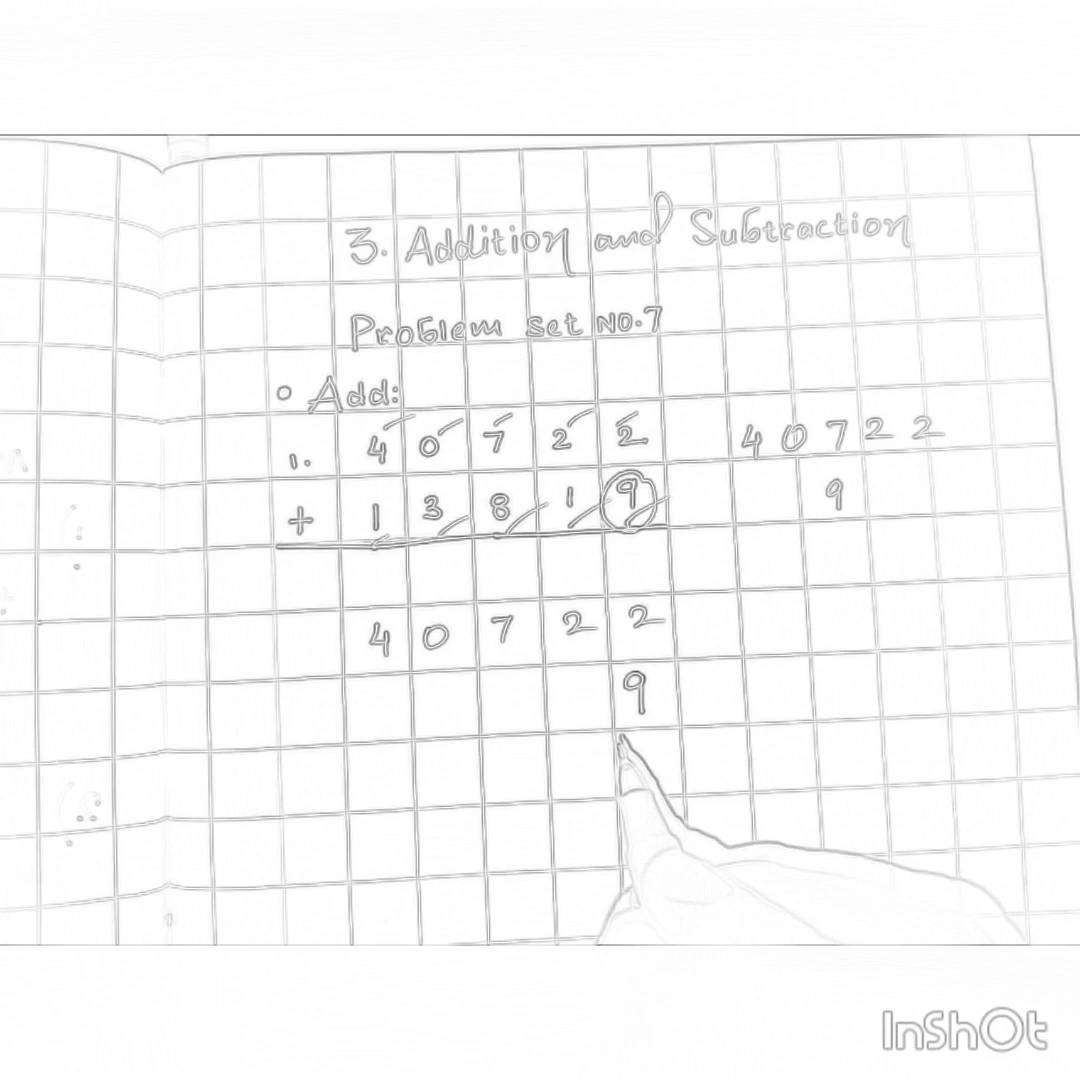 3. Addition and Subtraction
Problem set NO.7
Add:
1. 4 0 7 2 2
+ 1 3 8 1 9
4 0 7 2 2
9
4 0 7 2 2
9
InShOt